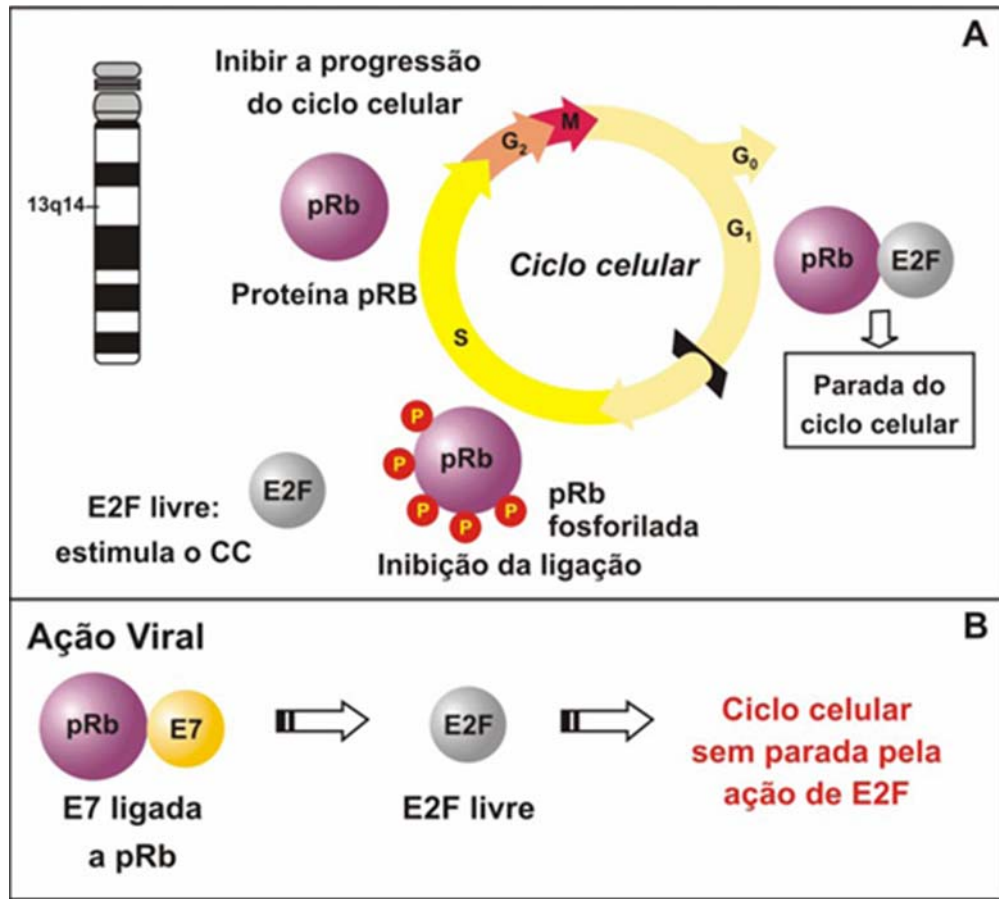 A
Inibir a progressão
do ciclo celular
13q14
pRb
Proteína pRB
G2
M
G0
G1
S
Ciclo celular
pRb
E2F
Parada do
ciclo celular
P
P
P
P
P
pRb
pRb
fosforilada
Inibição da ligação
E2F
E2F livre:
estimula o CC
B
Ação Viral
pRb
E7
E7 ligada
a pRb
E2F
E2F livre
Ciclo celular
sem parada pela
ação de E2F